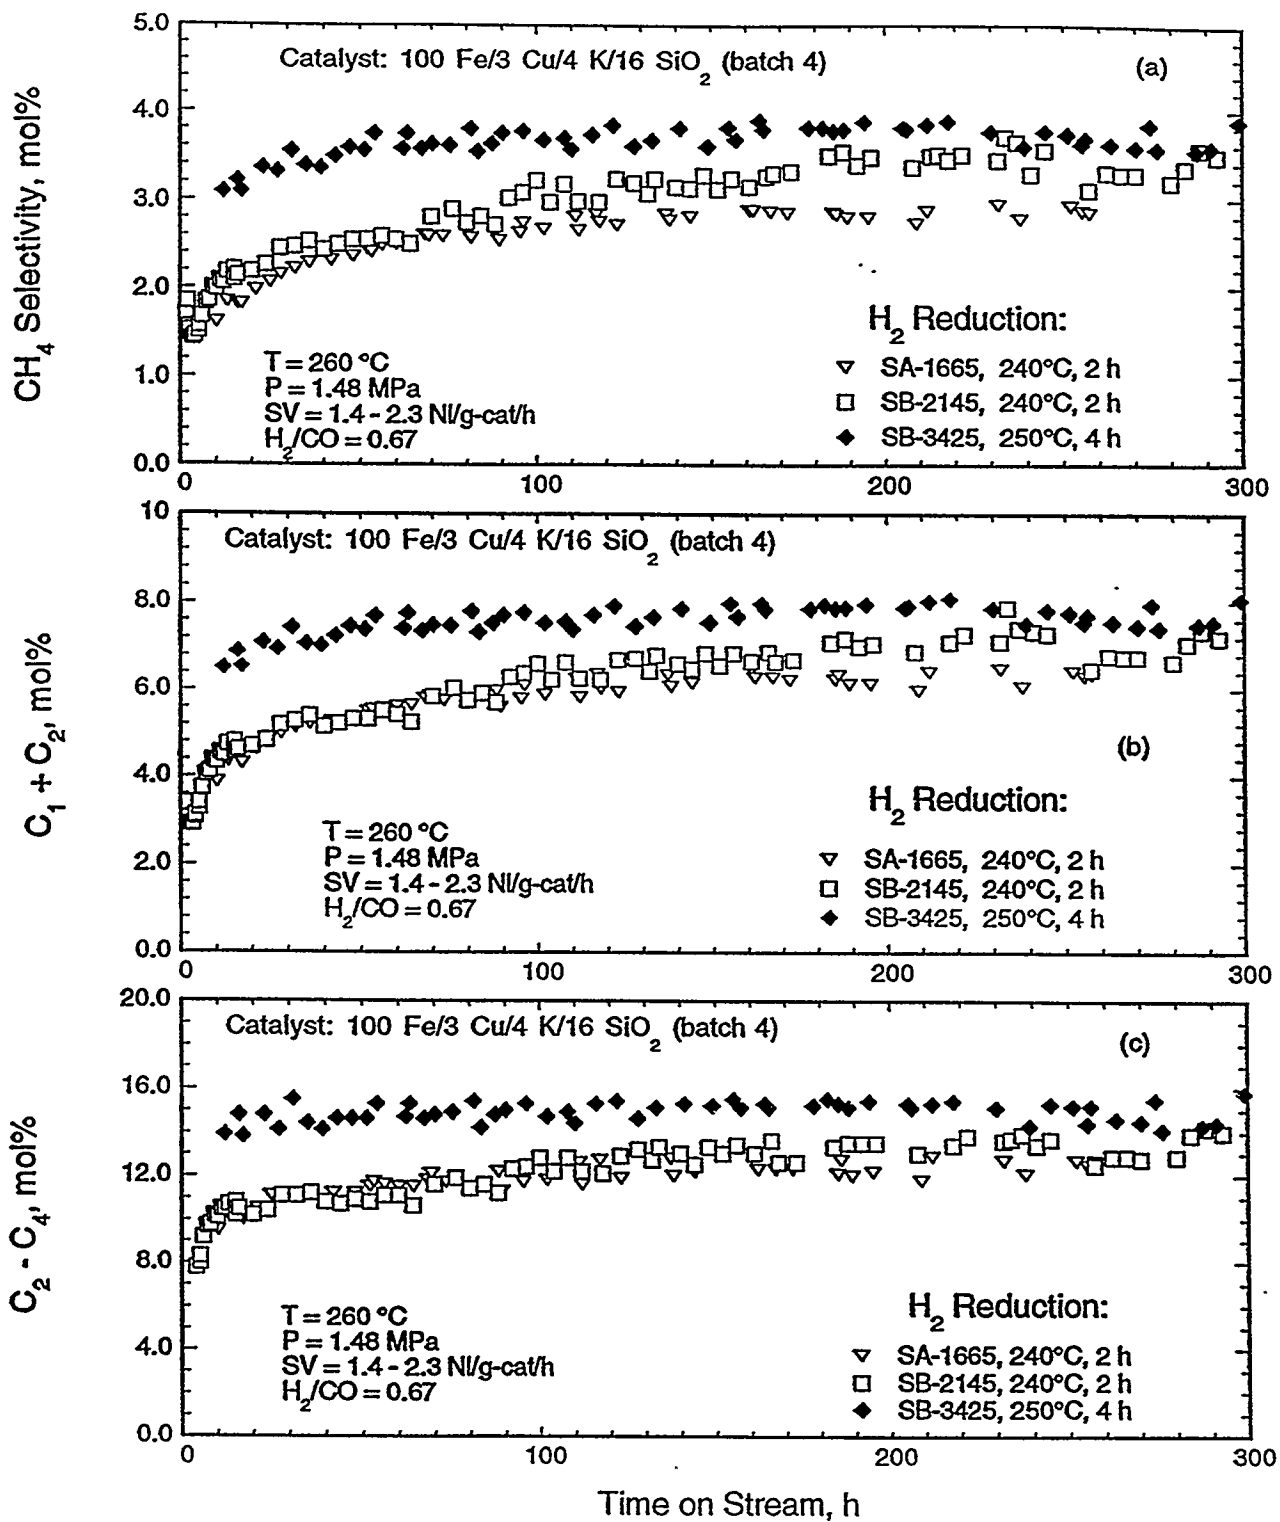 5.0
Catalyst: 100 Fe/3 Cu/4 K/16 SiO2 (batch 4)
(a)
4.0
3.0
2.0
1.0
0.0
CH4 Selectivity, mol%
T = 260 °C
P = 1.48 MPa
SV = 1.4 - 2.3 Nl/g-cat/h
H2/CO = 0.67
H2 Reduction:
SA-1665, 240°C, 2 h
SB-2145, 240°C, 2 h
SB-3425, 250°C, 4 h
0 100 200 300
10
Catalyst: 100 Fe/3 Cu/4 K/16 SiO2 (batch 4)
8.0
6.0
4.0
2.0
0.0
C1 + C2, mol%
(b)
T = 260 °C
P = 1.48 MPa
SV = 1.4 - 2.3 Nl/g-cat/h
H2/CO = 0.67
H2 Reduction:
SA-1665, 240°C, 2 h
SB-2145, 240°C, 2 h
SB-3425, 250°C, 4 h
0 100 200 300
20.0
Catalyst: 100 Fe/3 Cu/4 K/16 SiO2 (batch 4)
(c)
16.0
12.0
8.0
4.0
0.0
C2 - C4, mol%
T = 260 °C
P = 1.48 MPa
SV = 1.4 - 2.3 Nl/g-cat/h
H2/CO = 0.67
H2 Reduction:
SA-1665, 240°C, 2 h
SB-2145, 240°C, 2 h
SB-3425, 250°C, 4 h
0 100 200 300
Time on Stream, h